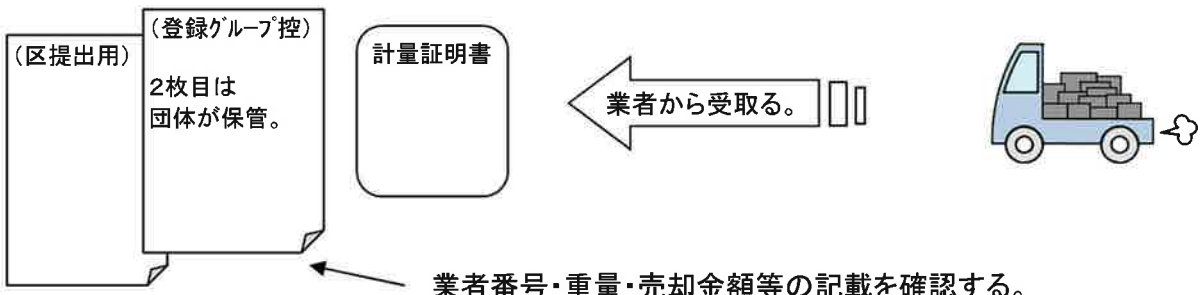 (区提出用)
(登録グループ控)
2枚目は
団体が保管。
計量証明書
業者から受取る。
業者番号・重量・売却金額等の記載を確認する。